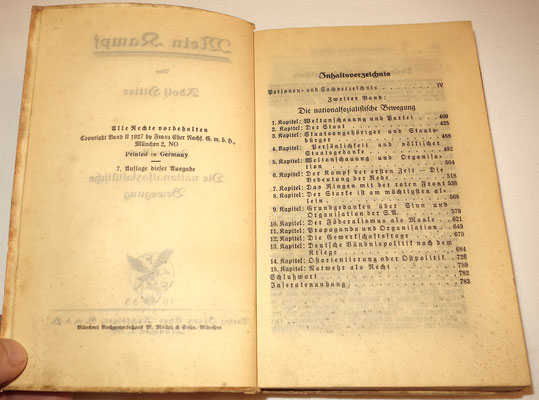 Mein Kampf
Von
Adolf Hitler
Alle Rechte vorbehalten
Copyright Band II 1927 by Franz Eher Nachf. G. m. b. H.,
München 2, NO
Printed in Germany
7. Auflage dieser Ausgabe
Die nationalsozialistische
Bewegung
Münchner Buchgewerbehaus M. Müller & Sohn, München
Inhaltsverzeichnis
Personen- und Sachverzeichnis IV
Zweiter Band:
Die nationalsozialistische Bewegung
1. Kapitel: Weltanschauung und Partei 409
2. Kapitel: Der Staat 425
3. Kapitel: Staatsangehöriger und Staats-
bürger 488
4. Kapitel: Persönlichkeit und völkischer
Staatsgedanke 492
5. Kapitel: Weltanschauung und Organisa-
tion 504
6. Kapitel: Der Kampf der ersten Zeit – Die
Bedeutung der Rede 518
7. Kapitel: Das Ringen mit der roten Front 538
8. Kapitel: Der Starke ist am mächtigsten al-
lein 568
9. Kapitel: Grundgedanken über Sinn und
Organisation der S.A. 579
10. Kapitel: Der Föderalismus als Maske 621
11. Kapitel: Propaganda und Organisation 649
12. Kapitel: Die Gewerkschaftsfrage 670
13. Kapitel: Deutsche Bündnispolitik nach dem
Kriege 684
14. Kapitel: Ostorientierung oder Ostpolitik 726
15. Kapitel: Notwehr als Recht 759
Schlußwort 782
Inseratenanhang 783